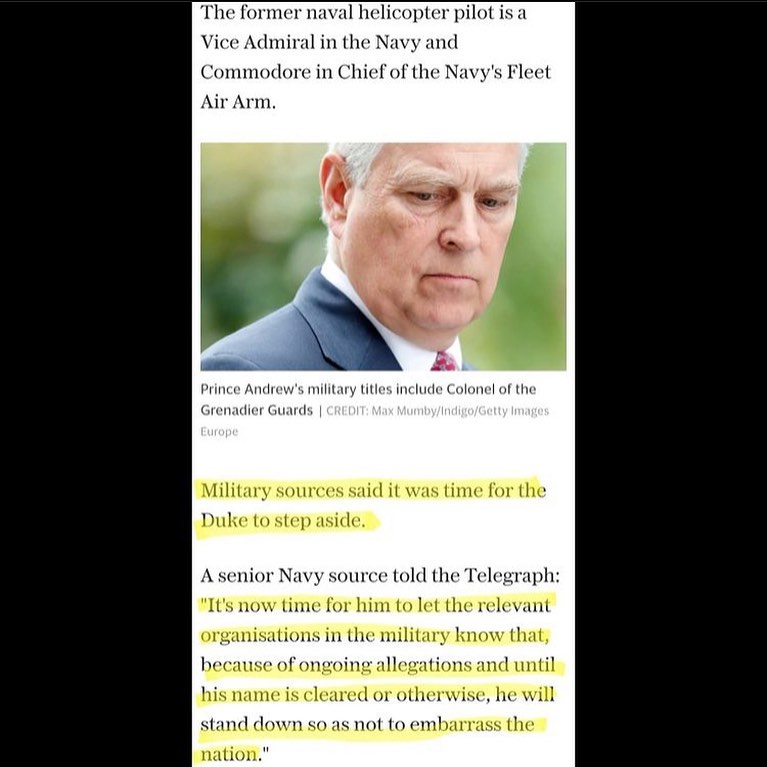 The former naval helicopter pilot is a
Vice Admiral in the Navy and
Commodore in Chief of the Navy's Fleet
Air Arm.
Prince Andrew's military titles include Colonel of the
Grenadier Guards | CREDIT: Max Mumby/Indigo/Getty Images
Europe
Military sources said it was time for the
Duke to step aside.
A senior Navy source told the Telegraph:
"It's now time for him to let the relevant
organisations in the military know that,
because of ongoing allegations and until
his name is cleared or otherwise, he will
stand down so as not to embarrass the
nation."